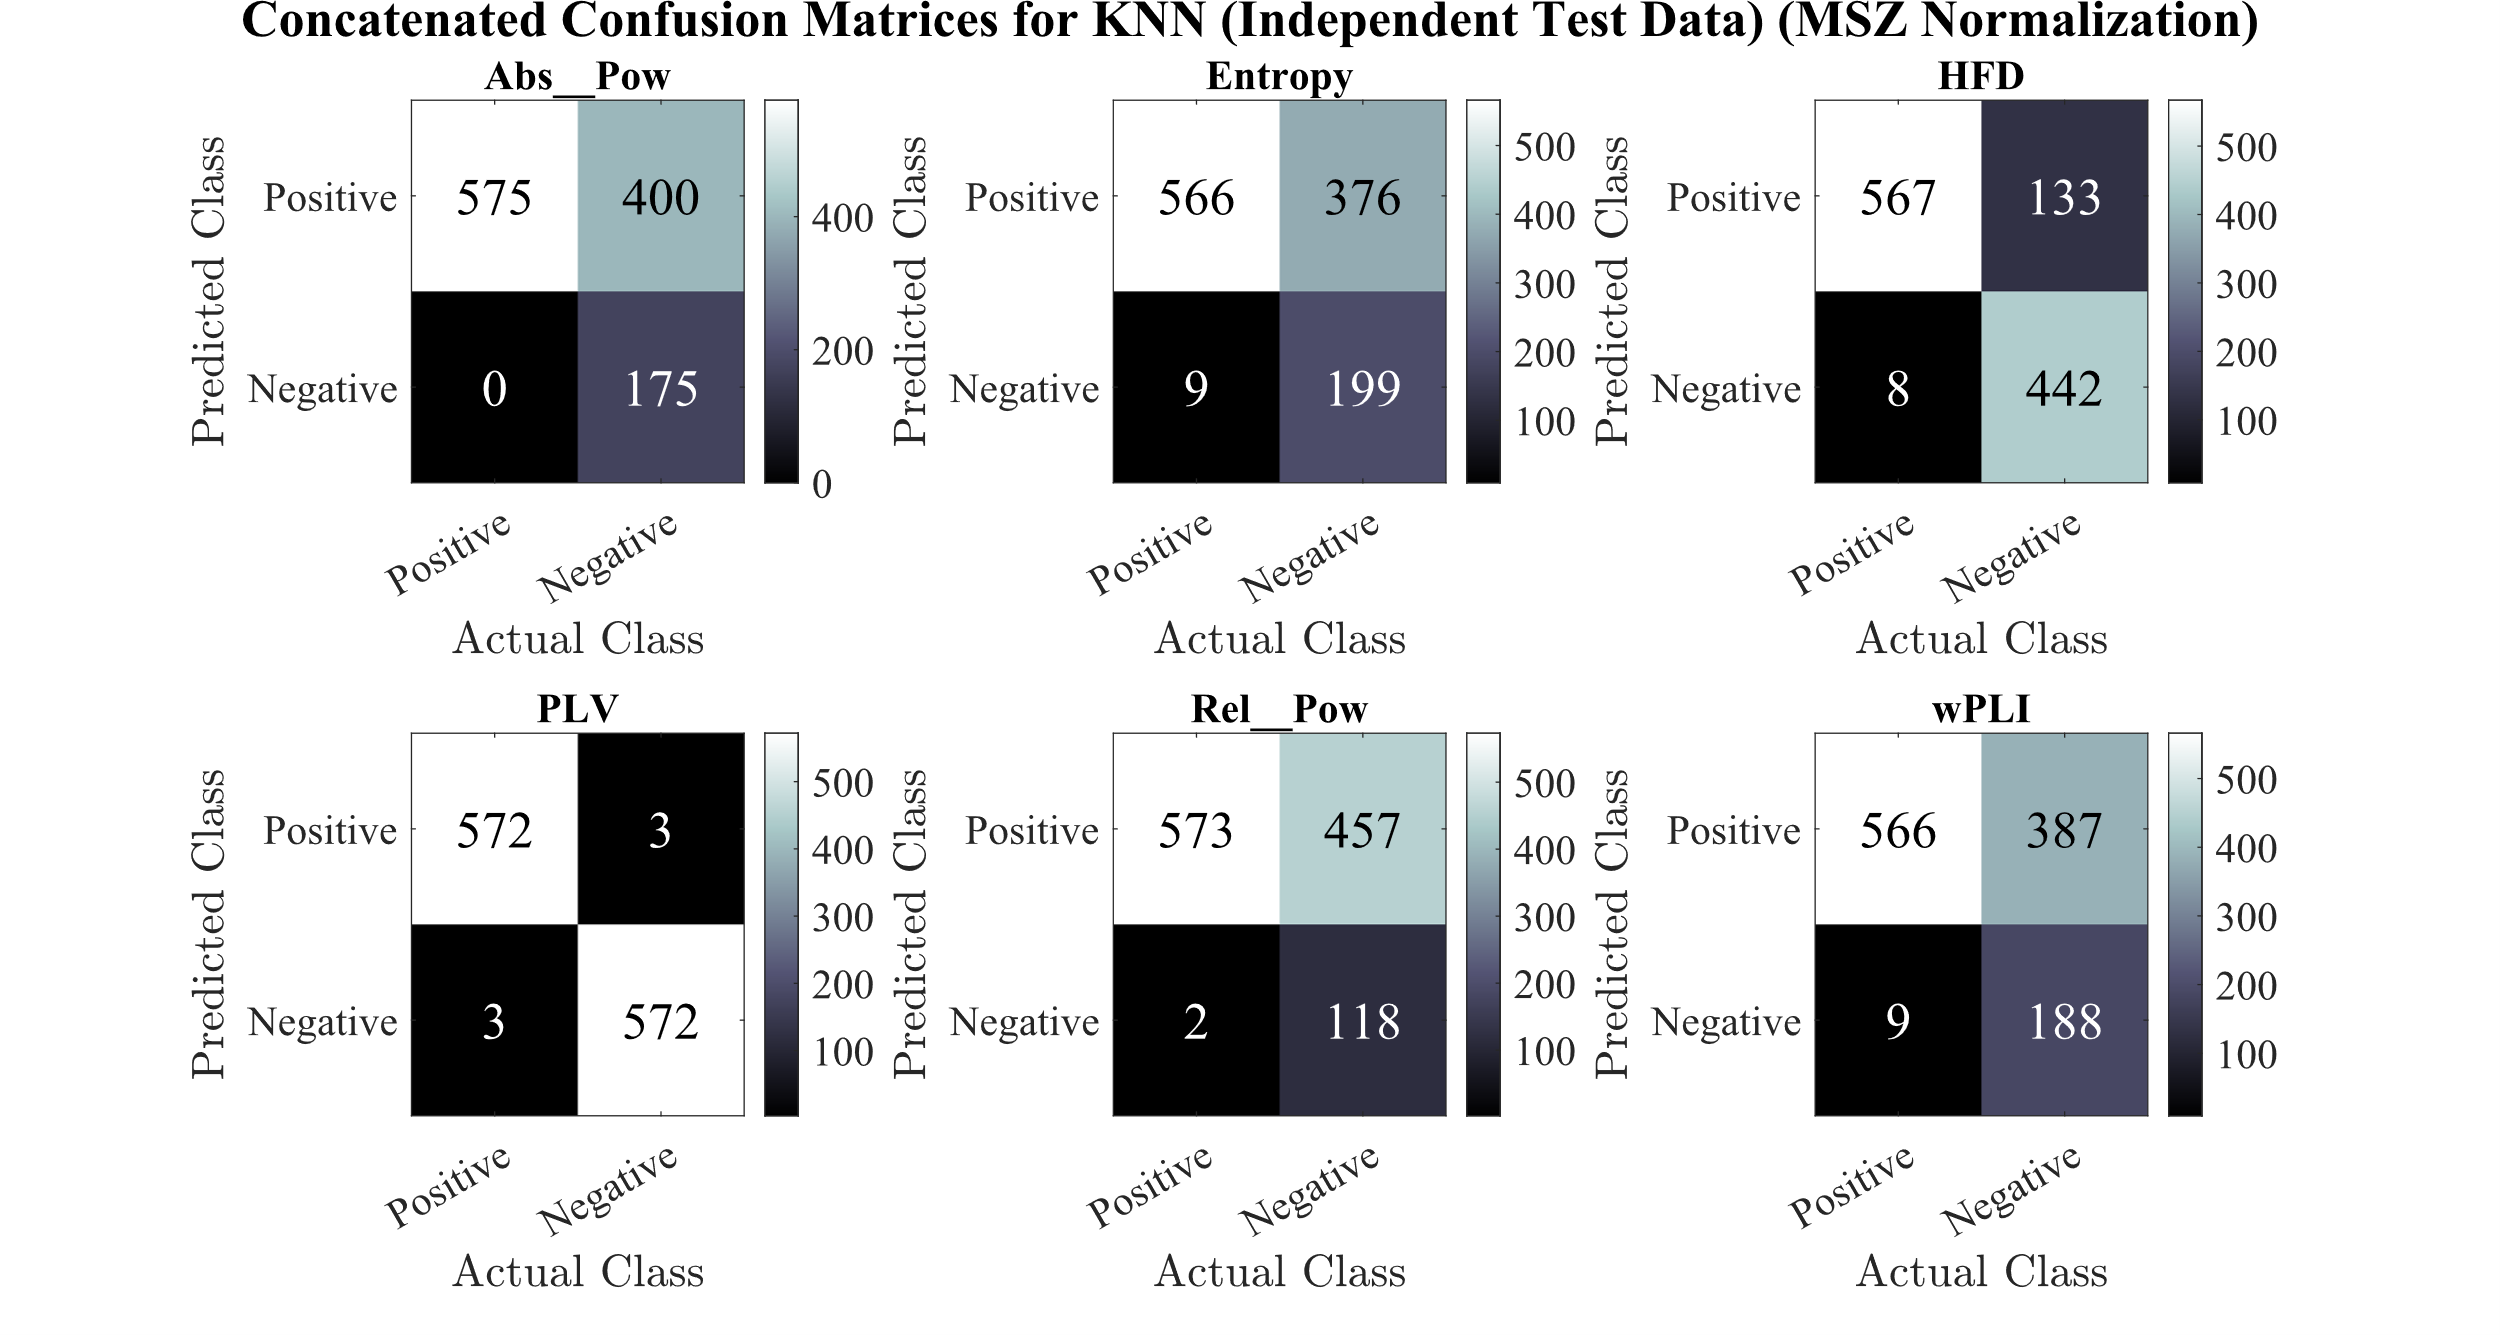 Concatenated Confusion Matrices for KNN (Independent Test Data) (MSZ Normalization)
Abs__Pow
Predicted Class
Positive
Negative
575
400
0
175
400
200
0
Positive
Negative
Actual Class
Entropy
Predicted Class
Positive
Negative
566
376
9
199
500
400
300
200
100
Positive
Negative
Actual Class
HFD
Predicted Class
Positive
Negative
567
133
8
442
500
400
300
200
100
Positive
Negative
Actual Class
PLV
Predicted Class
Positive
Negative
572
3
3
572
500
400
300
200
100
Positive
Negative
Actual Class
Rel__Pow
Predicted Class
Positive
Negative
573
457
2
118
500
400
300
200
100
Positive
Negative
Actual Class
wPLI
Predicted Class
Positive
Negative
566
387
9
188
500
400
300
200
100
Positive
Negative
Actual Class